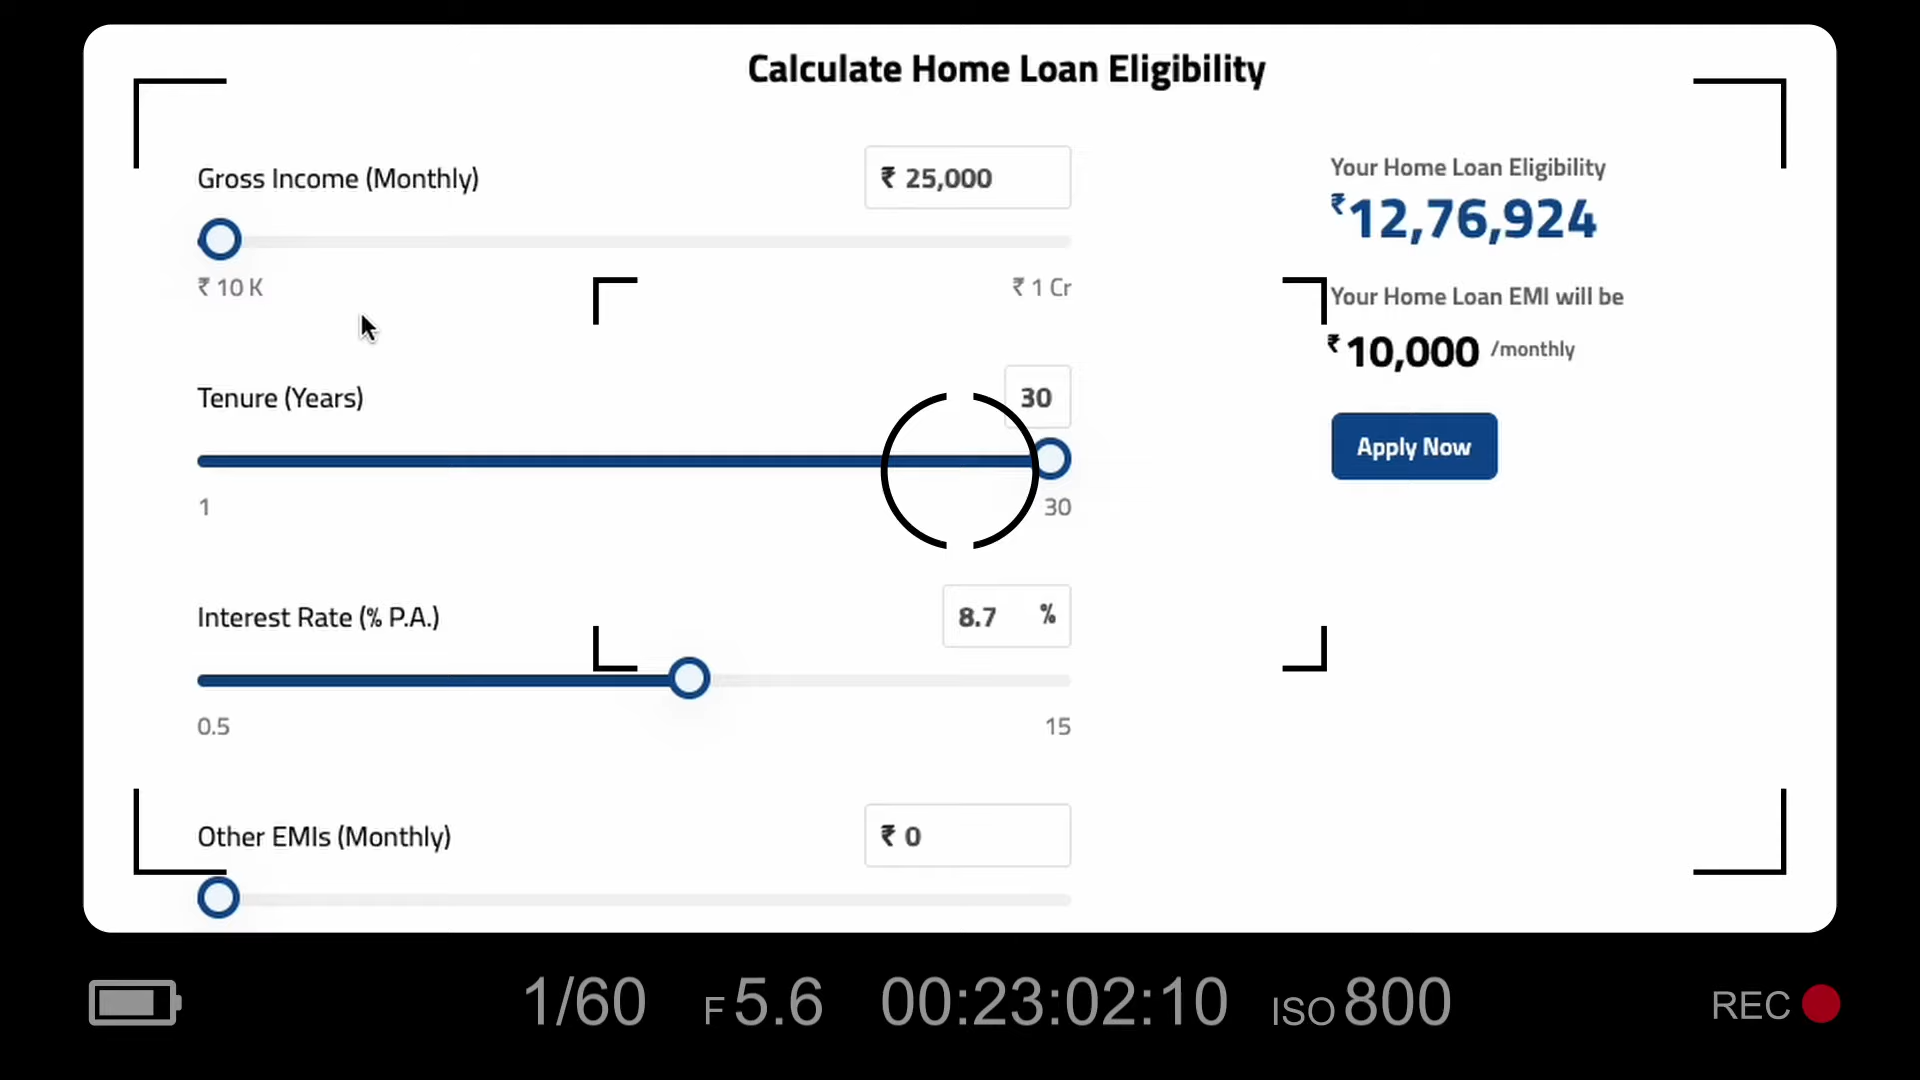 Calculate Home Loan Eligibility
Gross Income (Monthly)
₹ 25,000
₹ 10 K
₹ 1 Cr
Tenure (Years)
30
1
30
Interest Rate (% P.A.)
8.7 %
0.5
15
Other EMIs (Monthly)
₹ 0
Your Home Loan Eligibility
₹12,76,924
Your Home Loan EMI will be
₹10,000 /monthly
Apply Now
1/60 F5.6 00:23:02:10 ISO800 REC